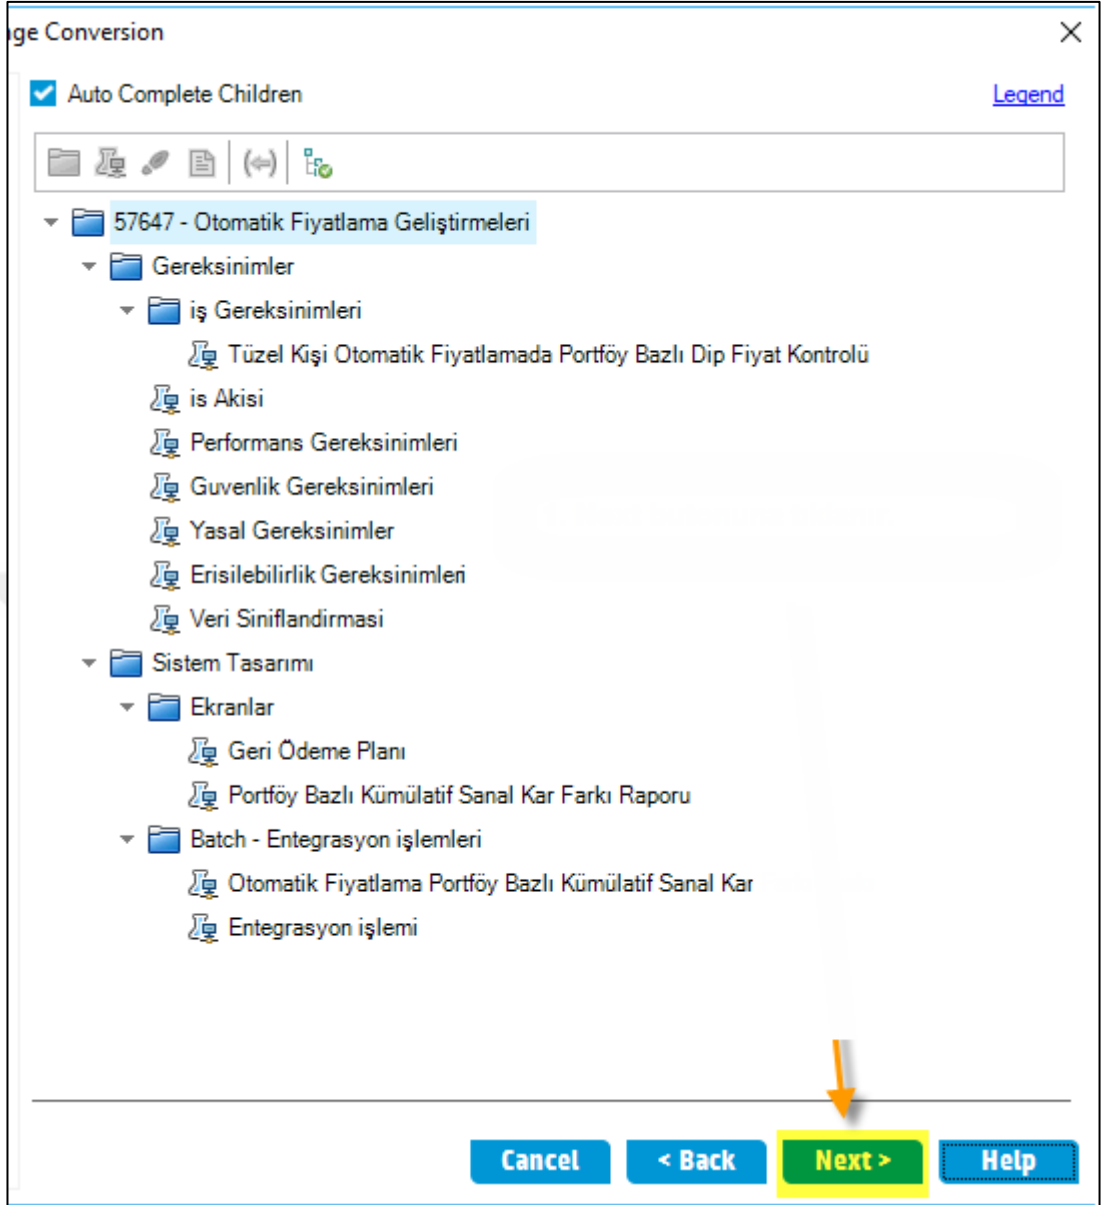 ge Conversion
Auto Complete Children
Legend
57647 - Otomatik Fiyatlama Geliştirmeleri
Gereksinimler
iş Gereksinimleri
Tüzel Kişi Otomatik Fiyatlamada Portföy Bazlı Dip Fiyat Kontrolü
is Akisi
Performans Gereksinimleri
Guvenlik Gereksinimleri
Yasal Gereksinimler
Erisilebilirlik Gereksinimleri
Veri Siniflandirmasi
Sistem Tasarımı
Ekranlar
Geri Ödeme Planı
Portföy Bazlı Kümülatif Sanal Kar Farkı Raporu
Batch - Entegrasyon işlemleri
Otomatik Fiyatlama Portföy Bazlı Kümülatif Sanal Kar
Entegrasyon işlemi
Cancel
< Back
Next >
Help